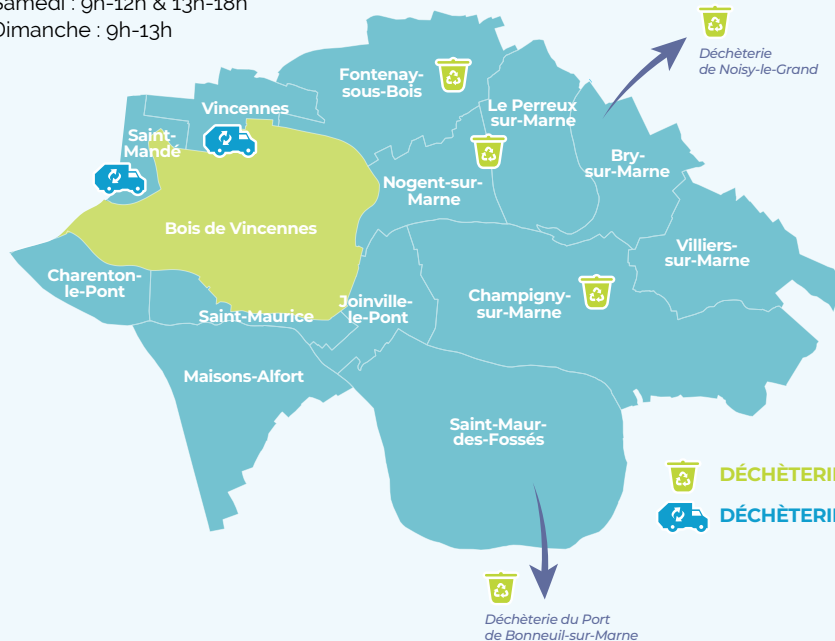 Samedi : 9h-12h & 13h-18h
Dimanche : 9h-13h
Déchèterie
de Noisy-le-Grand
Fontenay-
sous-Bois
Vincennes
Le Perreux
sur-Marne
Saint-
Mandé
Bry-
sur-Marne
Nogent-sur-
Marne
Bois de Vincennes
Villiers-
sur-Marne
Charenton-
le-Pont
Champigny-
sur-Marne
Joinville-
le-Pont
Saint-Maurice
Maisons-Alfort
Saint-Maur-
des-Fossés
DÉCHÈTERI
DÉCHÈTERI
Déchèterie du Port
de Bonneuil-sur-Marne